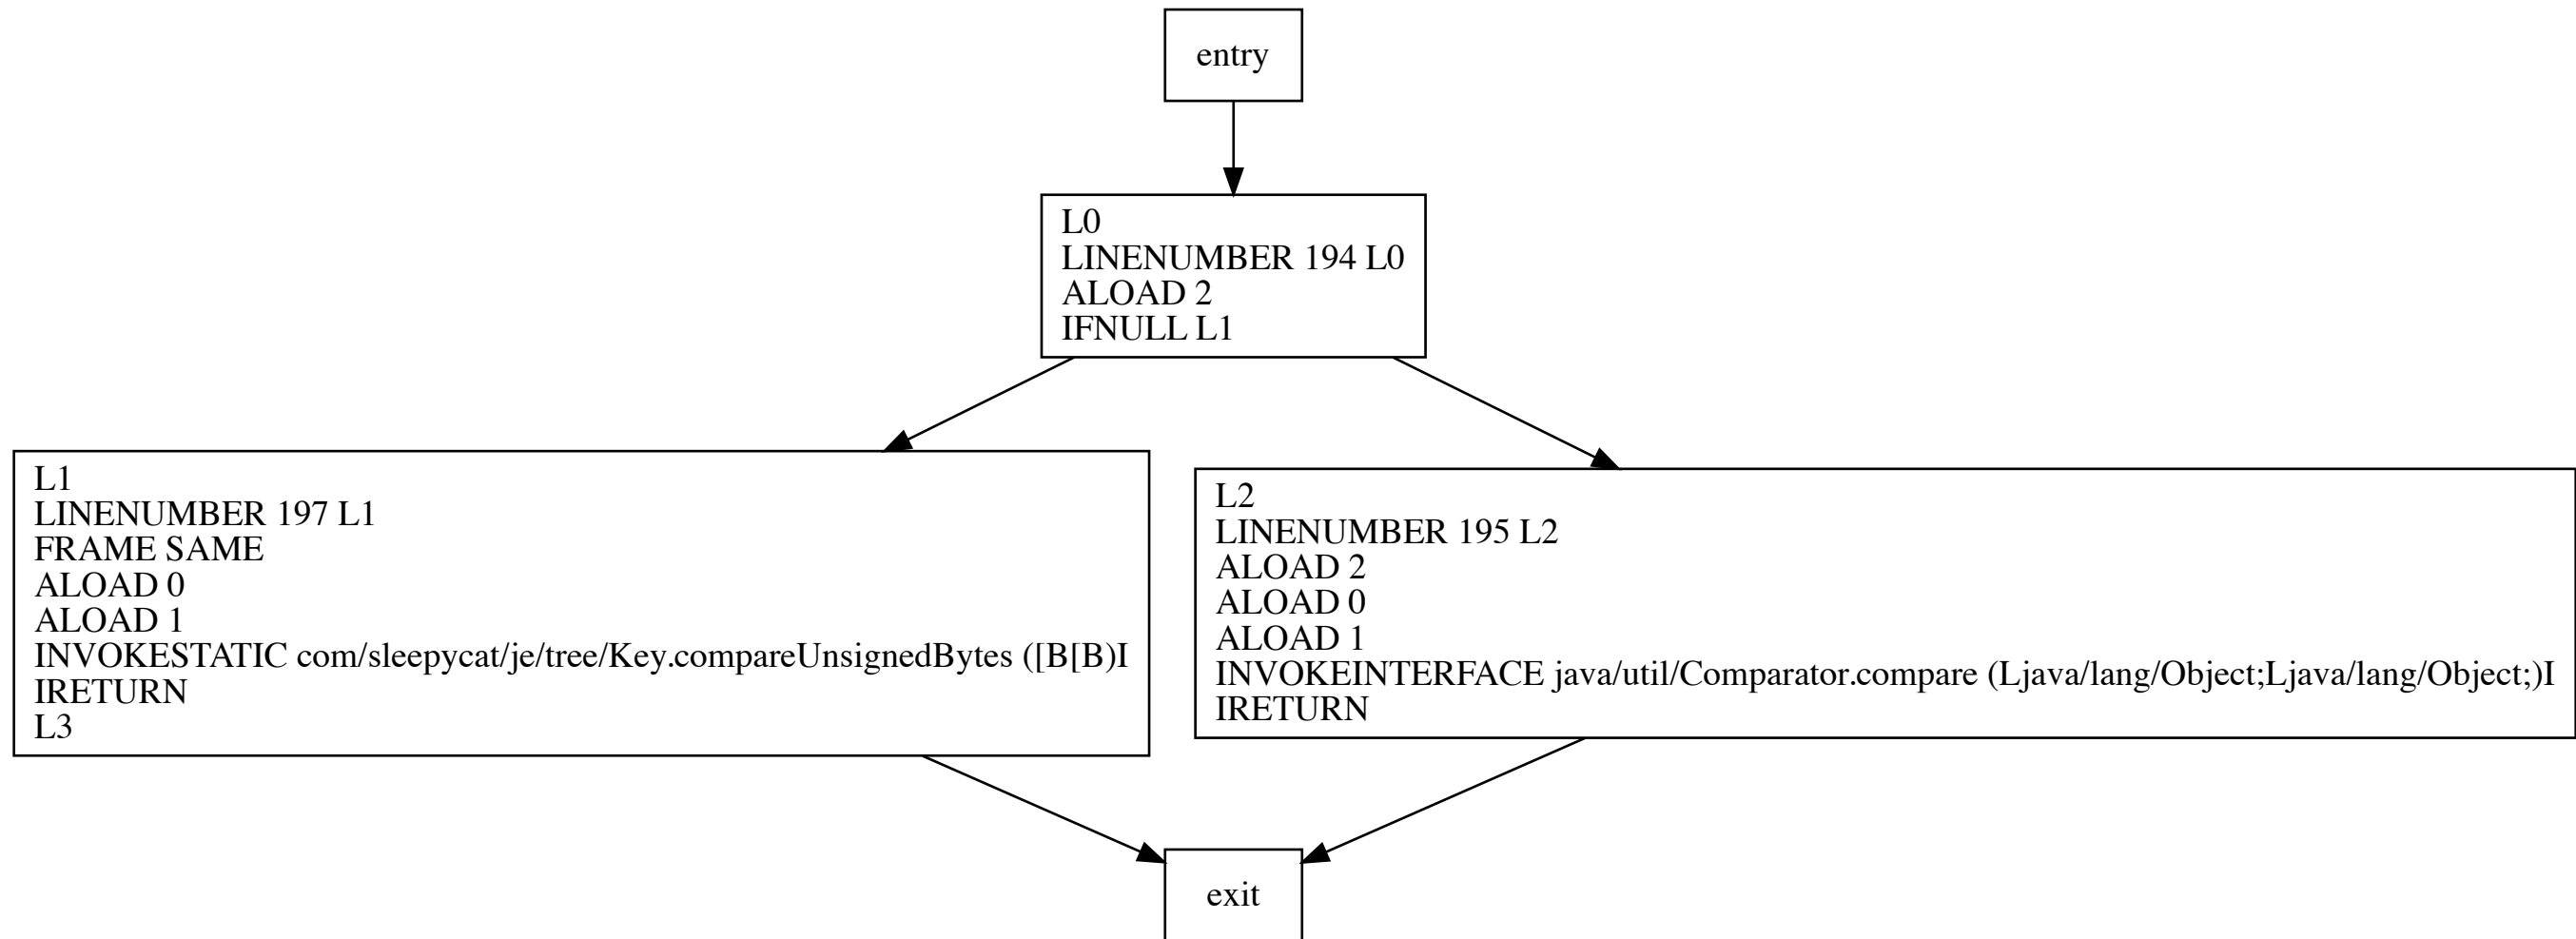 entry
L0
LINENUMBER 194 L0
ALOAD 2
IFNULL L1
L1
LINENUMBER 197 L1
FRAME SAME
ALOAD 0
ALOAD 1
INVOKESTATIC com/sleepycat/je/tree/Key.compareUnsignedBytes ([B[B)I
IRETURN
L3
L2
LINENUMBER 195 L2
ALOAD 2
ALOAD 0
ALOAD 1
INVOKEINTERFACE java/util/Comparator.compare (Ljava/lang/Object;Ljava/lang/Object;)I
IRETURN
exit